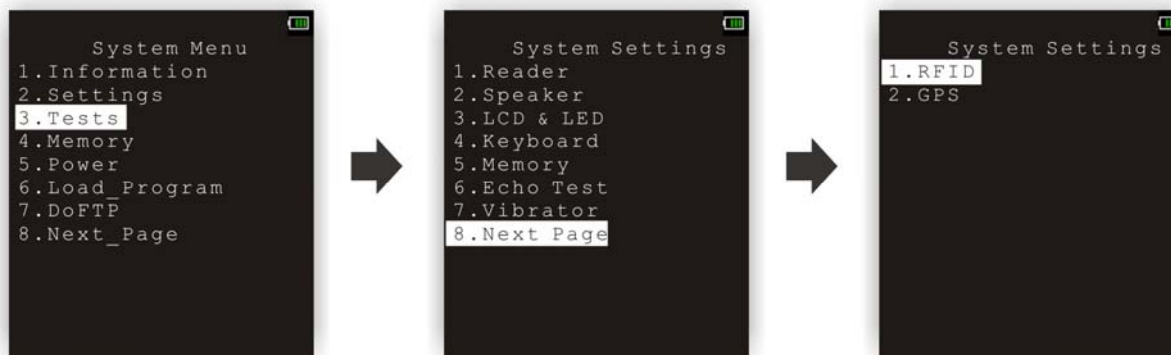 System Menu
1.Information
2.Settings
3.Tests
4.Memory
5.Power
6.Load_Program
7.DoFTP
8.Next_Page
System Settings
1.Reader
2.Speaker
3.LCD & LED
4.Keyboard
5.Memory
6.Echo Test
7.Vibrator
8.Next Page
System Settings
1.RFID
2.GPS